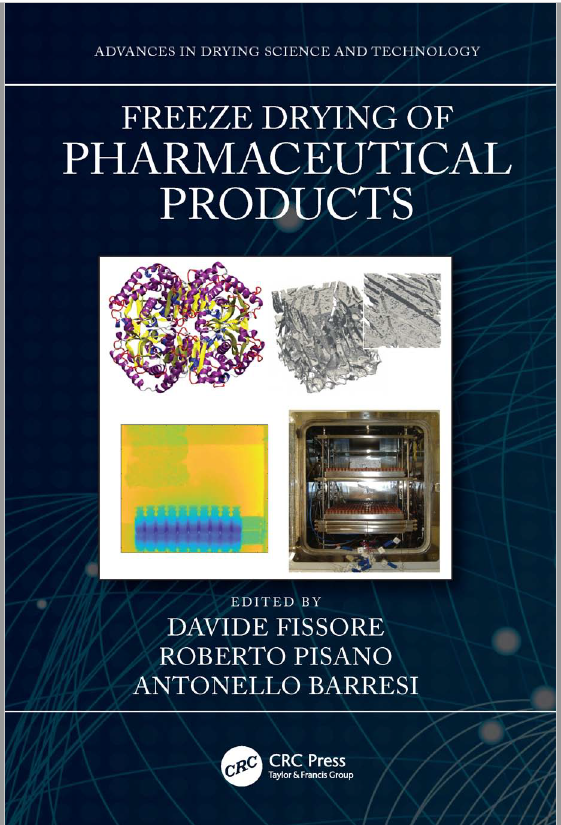 ADVANCES IN DRYING SCIENCE AND TECHNOLOGY
FREEZE DRYING OF
PHARMACEUTICAL
PRODUCTS
EDITED BY
DAVIDE FISSORE
ROBERTO PISANO
ANTONELLO BARRESI
CRC
CRC Press
Taylor & Francis Group